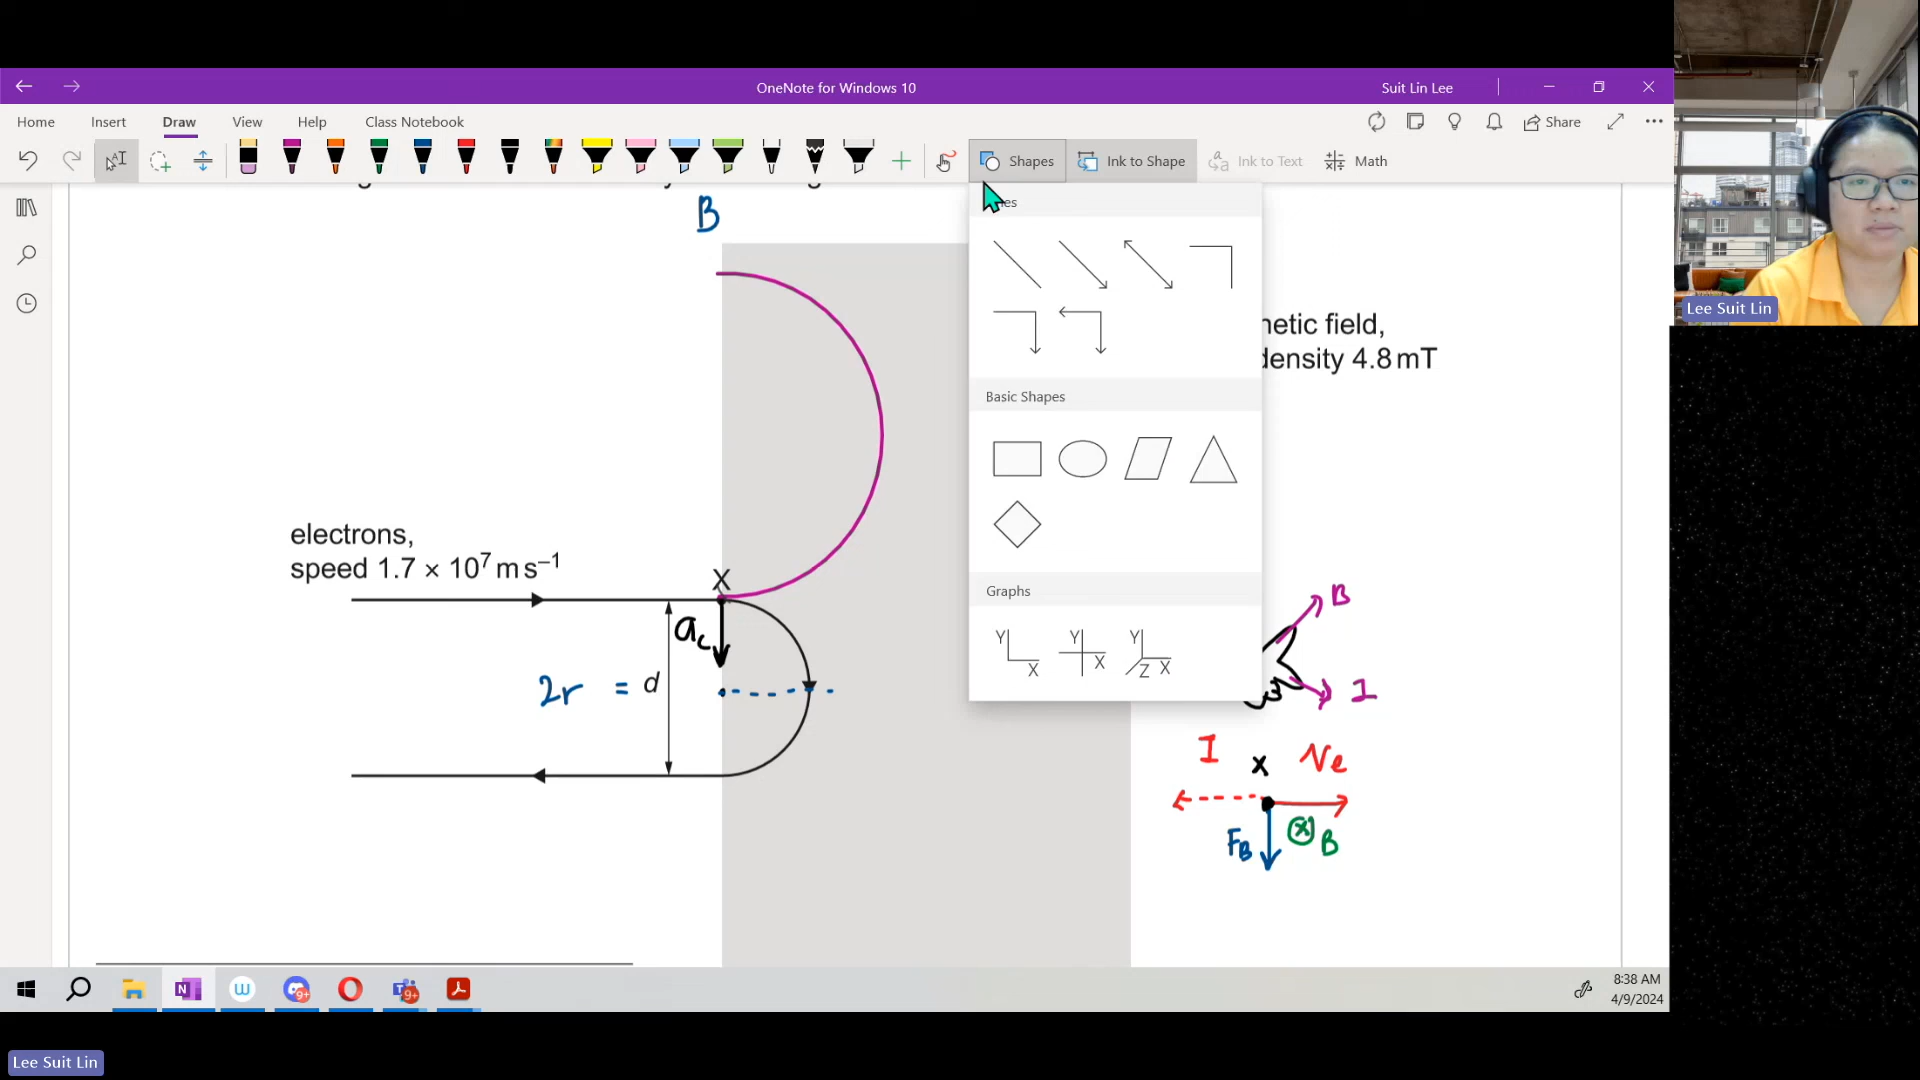 OneNote for Windows 10
Suit Lin Lee
Home Insert Draw View Help Class Notebook
Share
Shapes Ink to Shape Ink to Text Math
B
Lee Suit Lin
netic field,
density 4.8 mT
Basic Shapes
electrons,
speed 1.7 × 10⁷ m s⁻¹
X
a_c
2r = d
Graphs
Y X Y X Y Z X
B
I
I x Ve
F_B ⊗ B
8:38 AM
4/9/2024
Lee Suit Lin